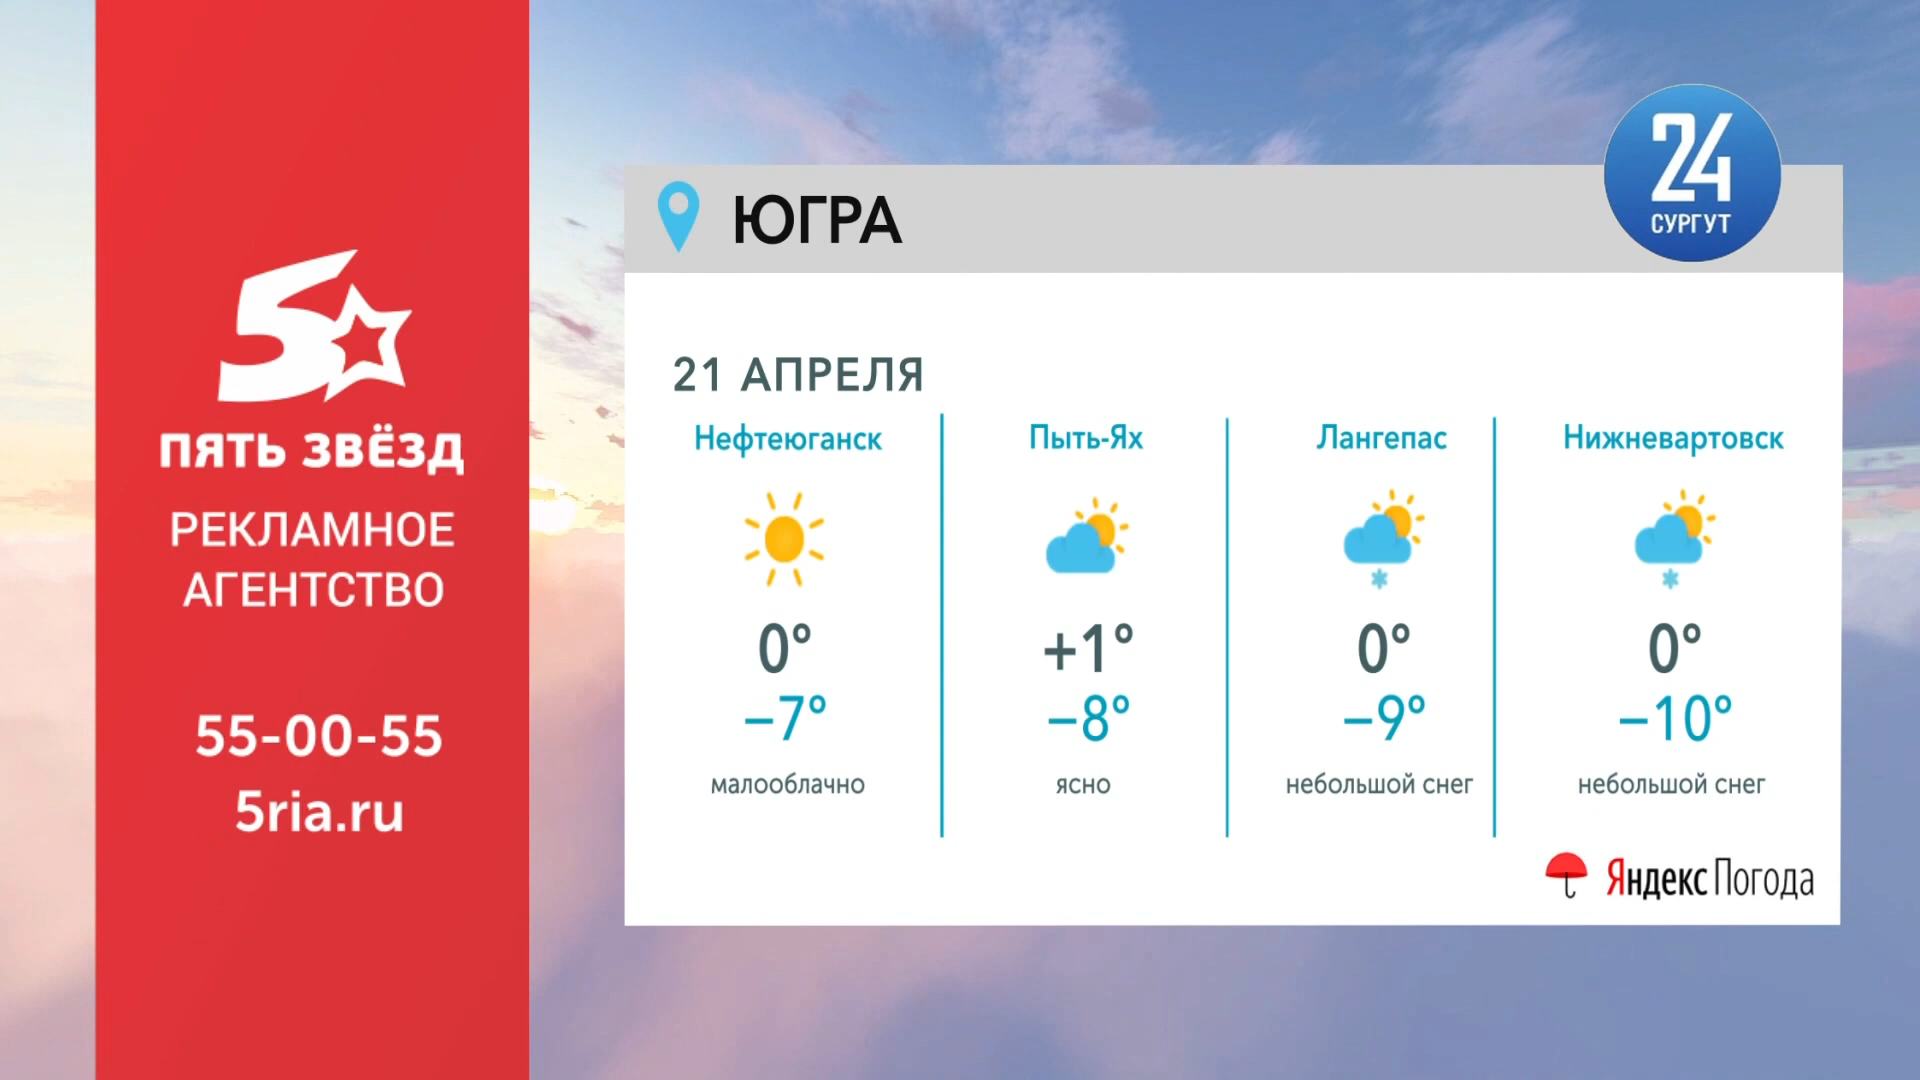 5
ПЯТЬ ЗВЁЗД
РЕКЛАМНОЕ
АГЕНТСТВО
55-00-55
5ria.ru
24
СУРГУТ
ЮГРА
21 АПРЕЛЯ
Нефтеюганск
0°
–7°
малооблачно
Пыть-Ях
+1°
–8°
ясно
Лангепас
0°
–9°
небольшой снег
Нижневартовск
0°
–10°
небольшой снег
Яндекс Погода